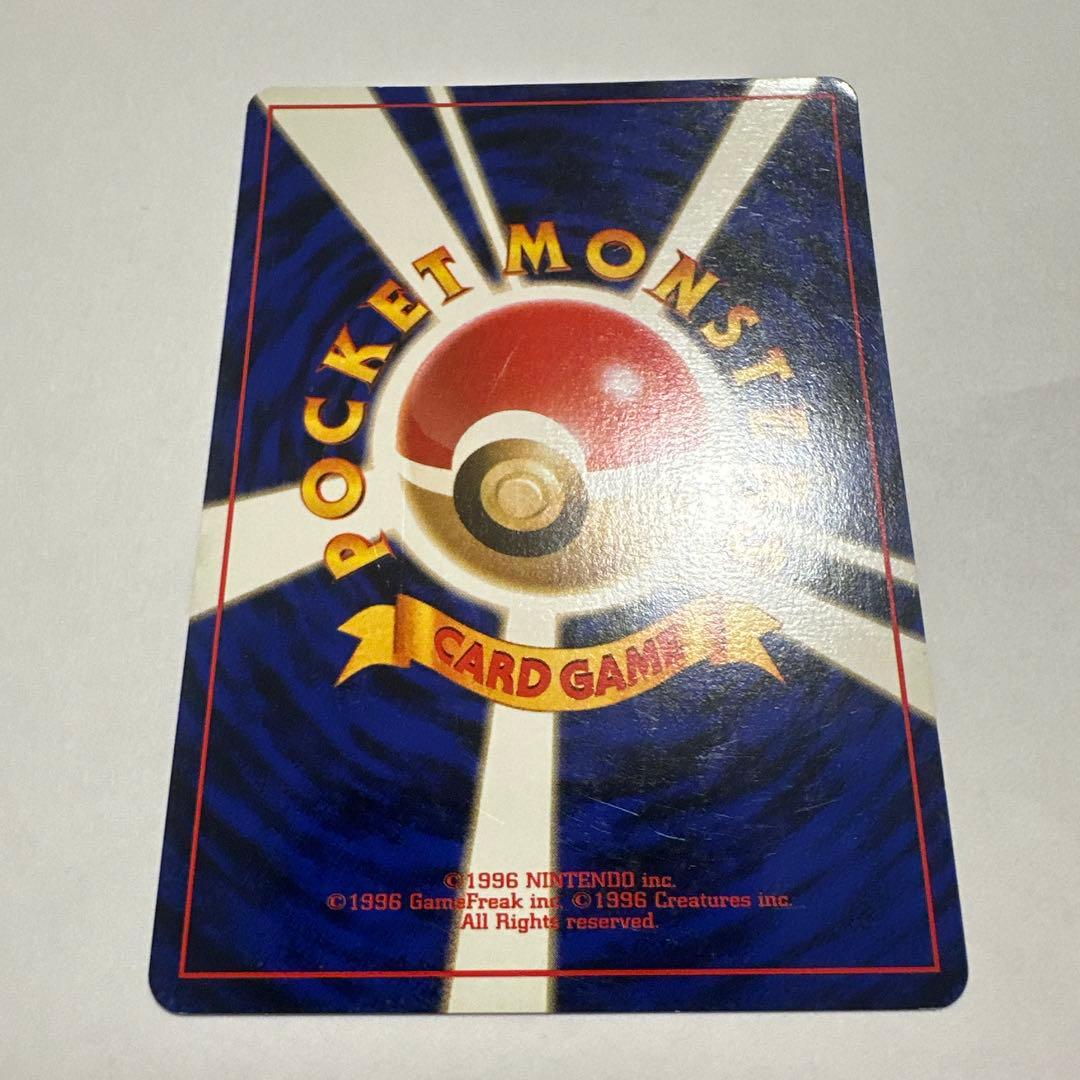 POCKET MONSTERS
CARD GAME
©1996 NINTENDO inc.
©1996 GameFreak inc. ©1996 Creatures inc.
All Rights reserved.